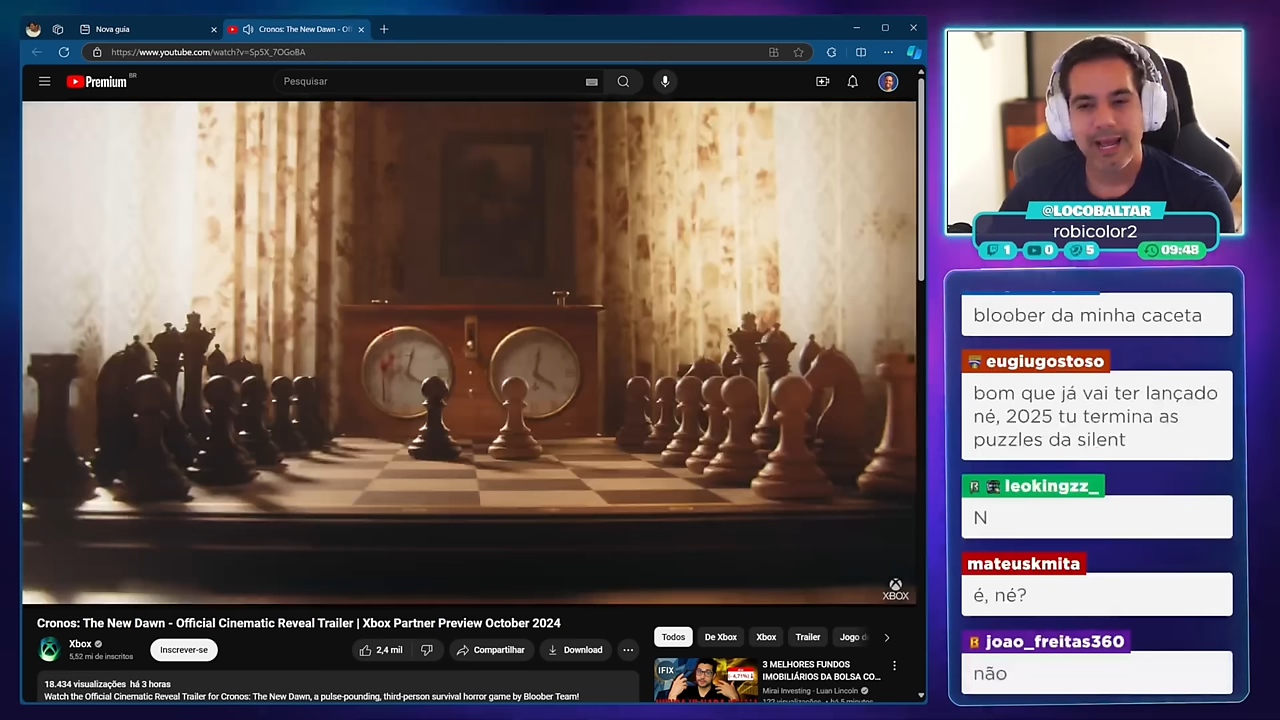 Nova guia
Cronos: The New Dawn - Of
https://www.youtube.com/watch?v=Sp5X_7OGoBA
Premium BR
Pesquisar
XBOX
Cronos: The New Dawn - Official Cinematic Reveal Trailer | Xbox Partner Preview October 2024
Xbox
5,52 mi de inscritos
Inscrever-se
2,4 mil
Compartilhar
Download
18.434 visualizações há 3 horas
Watch the Official Cinematic Reveal Trailer for Cronos: The New Dawn, a pulse-pounding, third-person survival horror game by Bloober Team!
Todos
De Xbox
Xbox
Trailer
Jogo d
IFIX
3 MELHORES FUNDOS
IMOBILIÁRIOS DA BOLSA CO...
Mirai Investing - Luan Lincoln
@LOCOBALTAR
robicolor2
1
0
5
09:48
bloober da minha caceta
eugiugostoso
bom que já vai ter lançado
né, 2025 tu termina as
puzzles da silent
leokingzz_
N
mateuskmita
é, né?
joao_freitas360
não